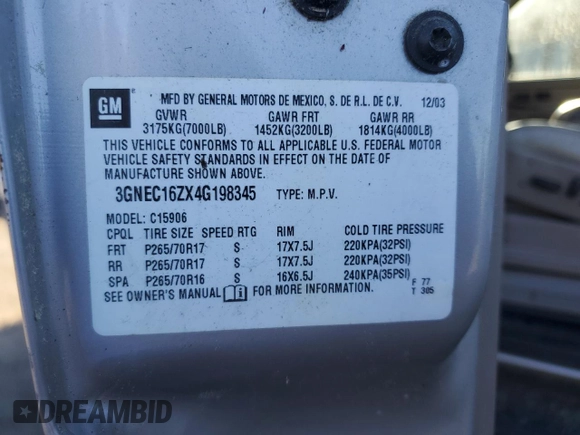 GM
MFD BY GENERAL MOTORS DE MEXICO, S. DE R.L. DE C.V. 12/03
GVWR GAWR FRT GAWR RR
3175KG(7000LB) 1452KG(3200LB) 1814KG(4000LB)
THIS VEHICLE CONFORMS TO ALL APPLICABLE U.S. FEDERAL MOTOR
VEHICLE SAFETY STANDARDS IN EFFECT ON THE DATE OF
MANUFACTURE SHOWN ABOVE.
3GNEC16ZX4G198345 TYPE: M.P.V.
MODEL: C15906
CPQL TIRE SIZE SPEED RTG RIM COLD TIRE PRESSURE
FRT P265/70R17 S 17X7.5J 220KPA(32PSI)
RR P265/70R17 S 17X7.5J 220KPA(32PSI)
SPA P265/70R16 S 16X6.5J 240KPA(35PSI)
SEE OWNER'S MANUAL i FOR MORE INFORMATION.
F 77
T 305
DREAMBID